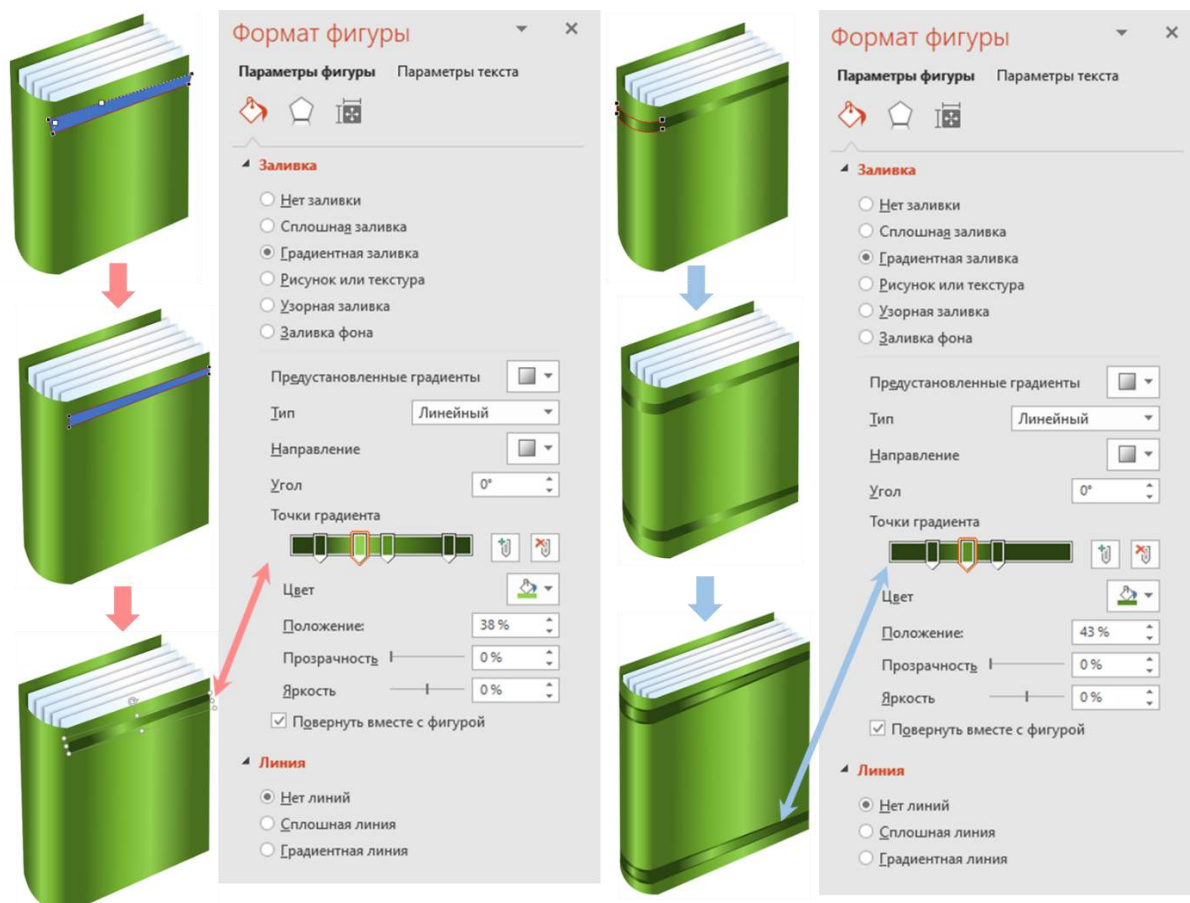 Формат фигуры
Параметры фигуры Параметры текста
Заливка
Нет заливки
Сплошная заливка
Градиентная заливка
Рисунок или текстура
Узорная заливка
Заливка фона
Предустановленные градиенты
Тип Линейный
Направление
Угол 0°
Точки градиента
Цвет
Положение: 38 %
Прозрачность 0 %
Яркость 0 %
Повернуть вместе с фигурой
Линия
Нет линий
Сплошная линия
Градиентная линия
Формат фигуры
Параметры фигуры Параметры текста
Заливка
Нет заливки
Сплошная заливка
Градиентная заливка
Рисунок или текстура
Узорная заливка
Заливка фона
Предустановленные градиенты
Тип Линейный
Направление
Угол 0°
Точки градиента
Цвет
Положение: 43 %
Прозрачность 0 %
Яркость 0 %
Повернуть вместе с фигурой
Линия
Нет линий
Сплошная линия
Градиентная линия